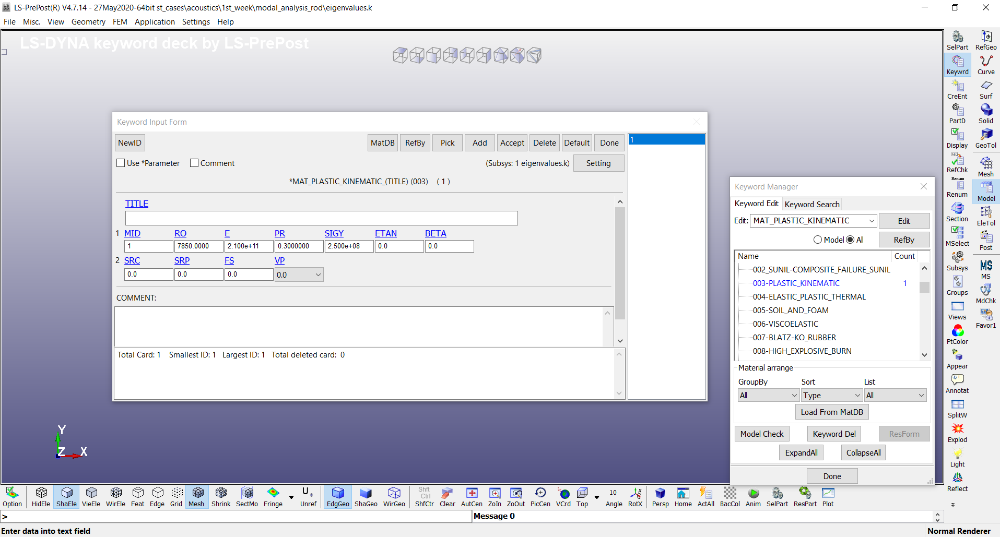 LS-PrePost(R) V4.7.14 - 27May2020-64bit st_cases\acoustics\1st_week\modal_analysis_rod\eigenvalues.k
File Misc. View Geometry FEM Application Settings Help
LS-DYNA keyword deck by LS-PrePost
Keyword Input Form
NewID MatDB RefBy Pick Add Accept Delete Default Done
Use *Parameter Comment (Subsys: 1 eigenvalues.k) Setting
*MAT_PLASTIC_KINEMATIC_(TITLE) (003) ( 1 )
TITLE
1 MID RO E PR SIGY ETAN BETA
1 7850.0000 2.100e+11 0.3000000 2.500e+08 0.0 0.0
2 SRC SRP FS VP
0.0 0.0 0.0 0.0
COMMENT:
Total Card: 1 Smallest ID: 1 Largest ID: 1 Total deleted card: 0
1
Keyword Manager
Keyword Edit Keyword Search
Edit: MAT_PLASTIC_KINEMATIC Edit
Model All RefBy
Name Count
002_SUNIL-COMPOSITE_FAILURE_SUNIL
003-PLASTIC_KINEMATIC 1
004-ELASTIC_PLASTIC_THERMAL
005-SOIL_AND_FOAM
006-VISCOELASTIC
007-BLATZ-KO_RUBBER
008-HIGH_EXPLOSIVE_BURN
Material arrange
GroupBy Sort List
All Type All
Load From MatDB
Model Check Keyword Del ResForm
ExpandAll CollapseAll
Done
SelPart RefGeo
Keywrd Curve
CreEnt Surf
PartD Solid
Display GeoTol
RefChk Mesh
Renum
Renum Model
Section EleTol
MSelect Post
Subsys MS
MS
Groups MdChk
Views Favor1
PtColor
Appear
Annotat
SplitW
Explod
Light
Reflect
Y
Z X
Option HidEle ShaEle VieEle WirEle Feat Edge Grid Mesh Shrink SectMo Fringe Unref EdgGeo ShaGeo WirGeo ShfCtr Clear AutCen ZoIn ZoOut PicCen VCrd Top Angle RotX Persp Home ActAll BacCol Anim SelPart ResPart Plot
U
Shft
Ctrl
10
> Message 0
Enter data into text field Normal Renderer